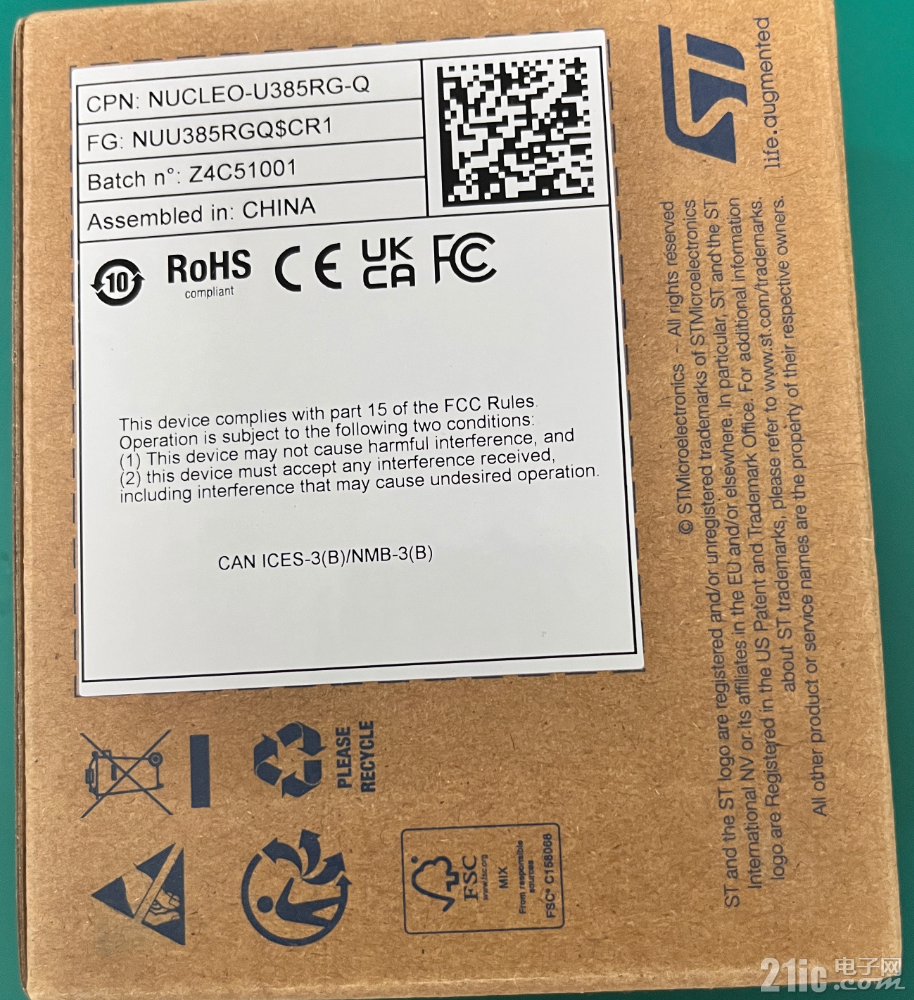 CPN: NUCLEO-U385RG-Q
FG: NUU385RGQ$CR1
Batch n°: Z4C51001
Assembled in: CHINA
10
RoHS
compliant
CE
UK
CA
FC
This device complies with part 15 of the FCC Rules.
Operation is subject to the following two conditions:
(1) This device may not cause harmful interference, and
(2) this device must accept any interference received,
including interference that may cause undesired operation.
CAN ICES-3(B)/NMB-3(B)
PLEASE
RECYCLE
FSC
www.fsc.org
MIX
From responsible
sources
FSC® C158068
ST
life.augmented
© STMicroelectronics - All rights reserved
ST and the ST logo are registered and/or unregistered trademarks of STMicroelectronics
International NV or its affiliates in the EU and/or elsewhere. In particular, ST and the ST
logo are Registered in the US Patent and Trademark Office. For additional information
about ST trademarks, please refer to www.st.com/trademarks.
All other product or service names are the property of their respective owners.
21ic 电子网
.com